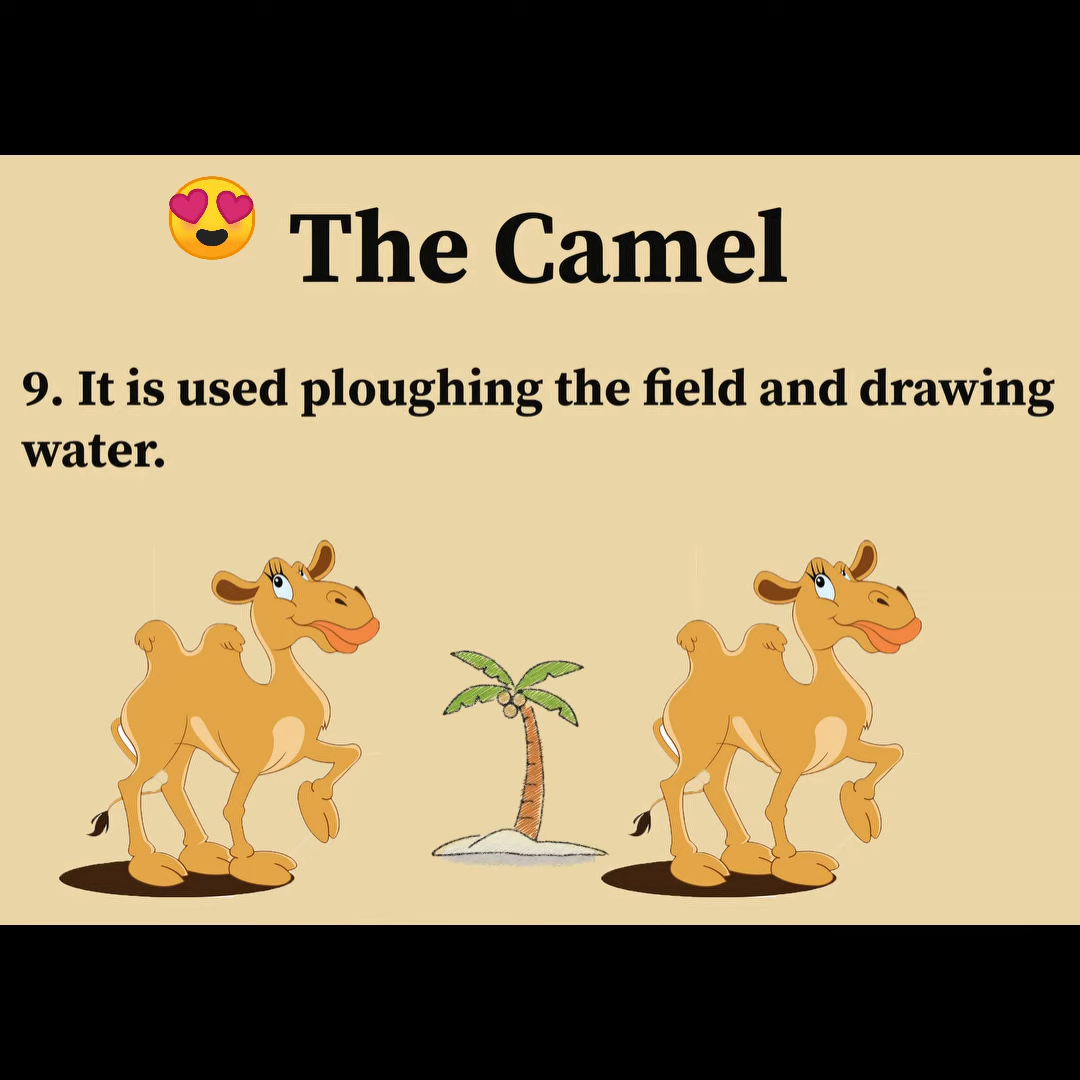 The Camel
9. It is used ploughing the field and drawing
water.